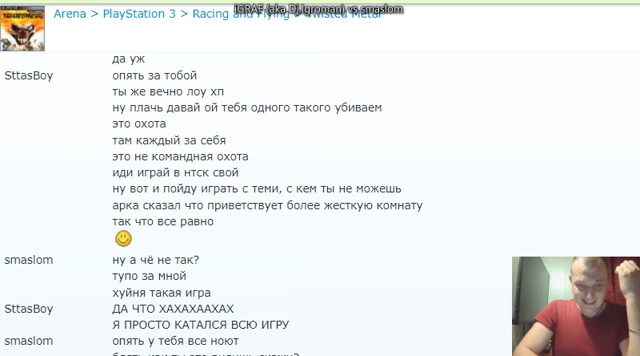 iGRAF (aka Dj.Igroman) vs smaslom
Arena > PlayStation 3 > Racing and Flying > Twisted Metal
да уж
SttasBoy опять за тобой
ты же вечно лоу хп
ну плачь давай ой тебя одного такого убиваем
это охота
там каждый за себя
это не командная охота
иди играй в нтск свой
ну вот и пойду играть с теми, с кем ты не можешь
арка сказал что приветствует более жесткую комнату
так что все равно
smaslom ну а чё не так?
тупо за мной
хуйня такая игра
SttasBoy ДА ЧТО ХАХАХААХАХ
Я ПРОСТО КАТАЛСЯ ВСЮ ИГРУ
smaslom опять у тебя все ноют